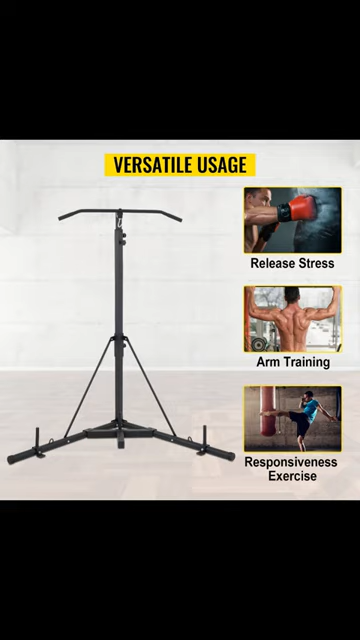 VERSATILE USAGE
Release Stress
Arm Training
Responsiveness
Exercise